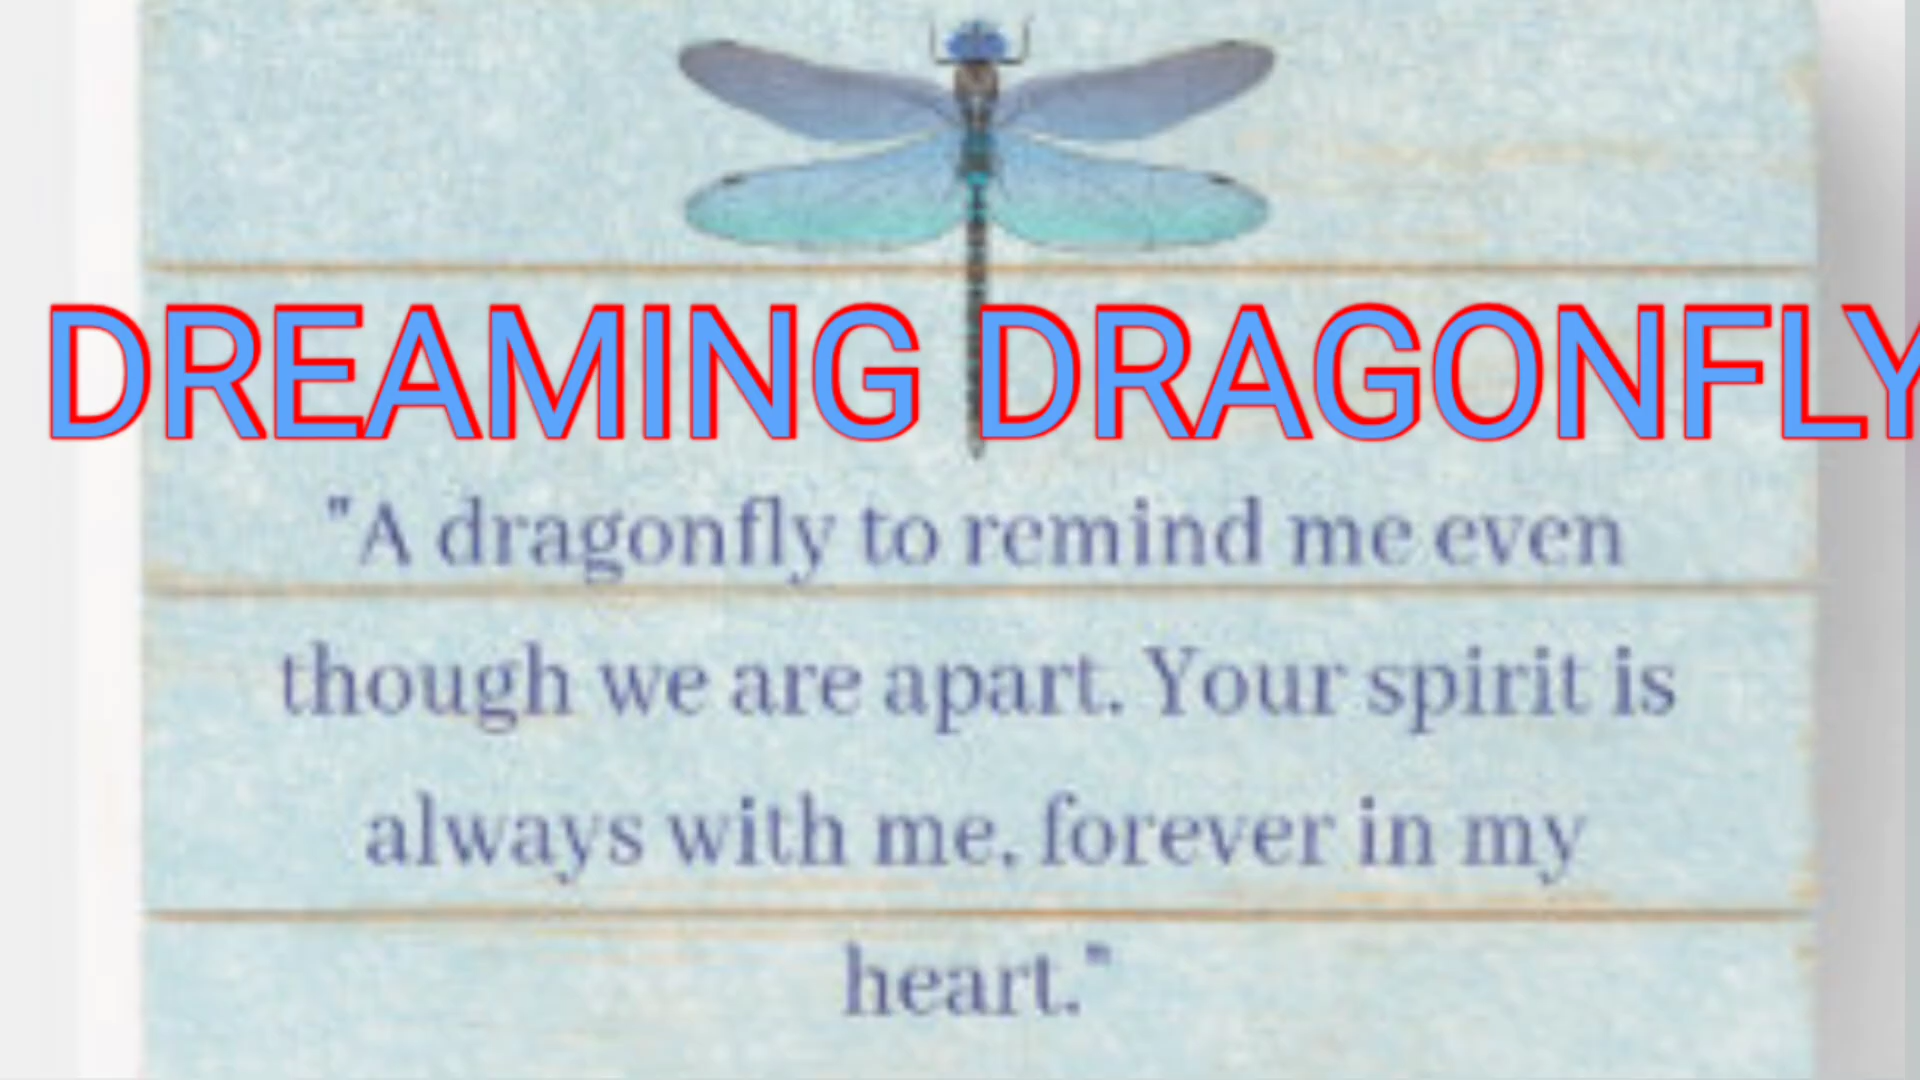 DREAMING DRAGONFLY
"A dragonfly to remind me even
though we are apart. Your spirit is
always with me, forever in my
heart."